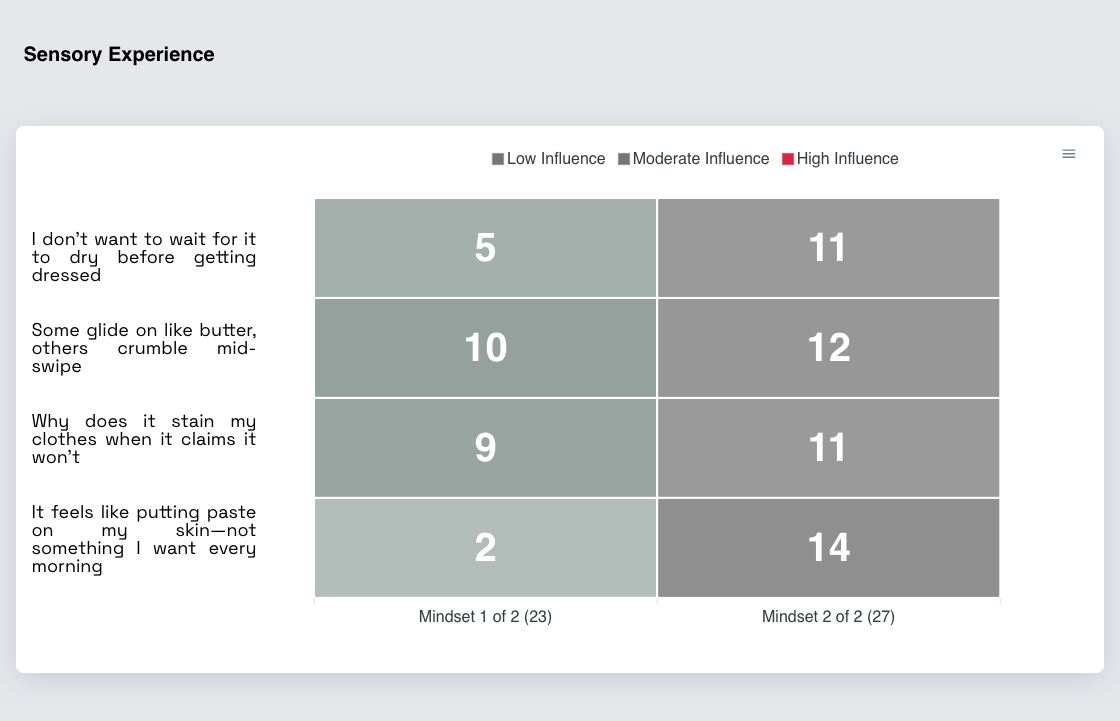 Sensory Experience
Low Influence Moderate Influence High Influence
I don't want to wait for it
to dry before getting
dressed
5 11
Some glide on like butter,
others crumble mid-
swipe
10 12
Why does it stain my
clothes when it claims it
won't
9 11
It feels like putting paste
on my skin—not
something I want every
morning
2 14
Mindset 1 of 2 (23) Mindset 2 of 2 (27)